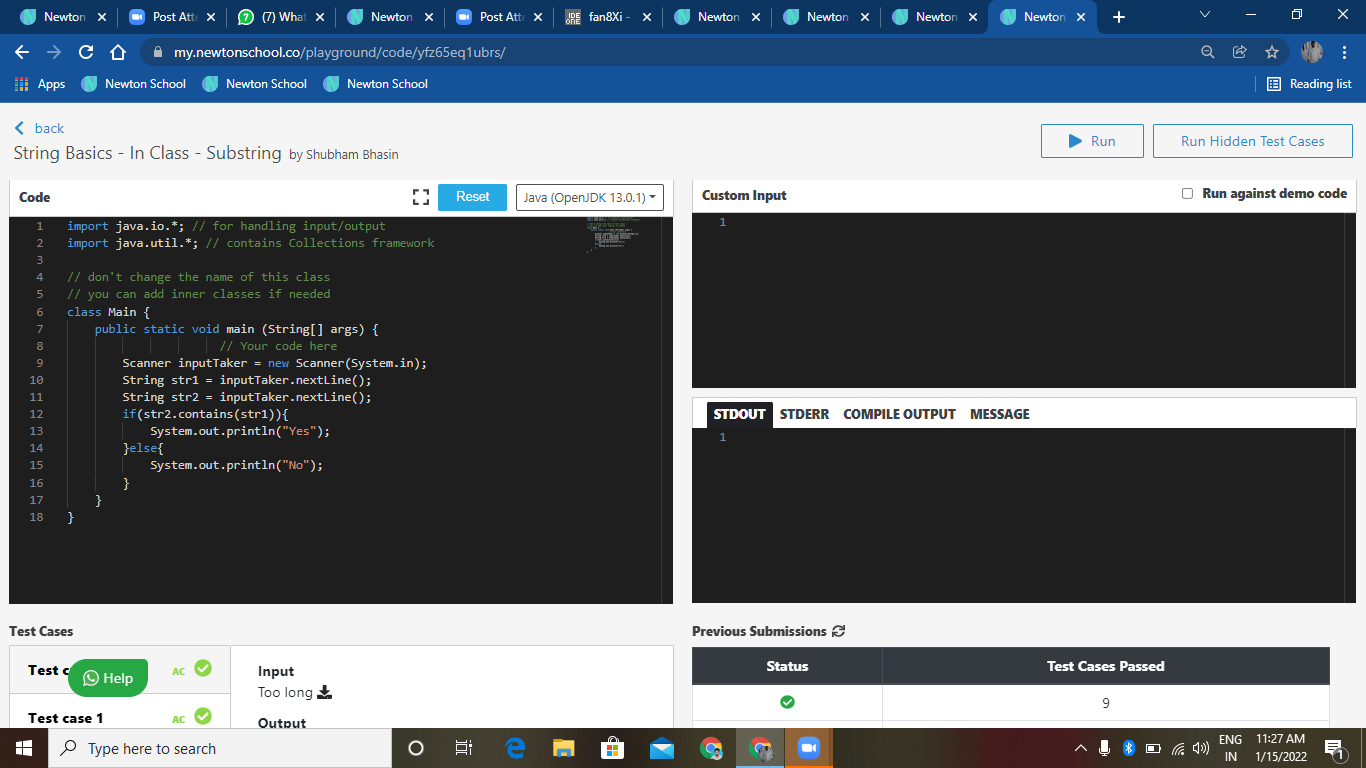 Newton
Post Atte
(7) What
Newton
Post Atte
fan8Xi -
Newton
Newton
Newton
Newton
my.newtonschool.co/playground/code/yfz65eq1ubrs/
Apps
Newton School
Newton School
Newton School
Reading list
back
String Basics - In Class - Substring by Shubham Bhasin
Run
Run Hidden Test Cases
Code
Reset
Java (OpenJDK 13.0.1)
Custom Input
Run against demo code
1 import java.io.*; // for handling input/output
2 import java.util.*; // contains Collections framework
3
4 // don't change the name of this class
5 // you can add inner classes if needed
6 class Main {
7 public static void main (String[] args) {
8 // Your code here
9 Scanner inputTaker = new Scanner(System.in);
10 String str1 = inputTaker.nextLine();
11 String str2 = inputTaker.nextLine();
12 if(str2.contains(str1)){
13 System.out.println("Yes");
14 }else{
15 System.out.println("No");
16 }
17 }
18 }
1
STDOUT STDERR COMPILE OUTPUT MESSAGE
1
Test Cases
Test c
Help
AC
Test case 1
AC
Input
Too long
Output
Previous Submissions
Status
Test Cases Passed
9
Type here to search
ENG
IN
11:27 AM
1/15/2022
1